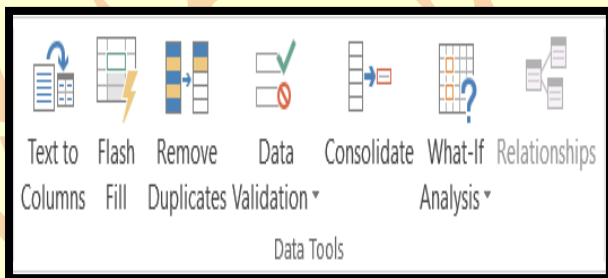 Text to Flash Remove Data Consolidate What-If Relationships
Columns Fill Duplicates Validation Analysis
Data Tools